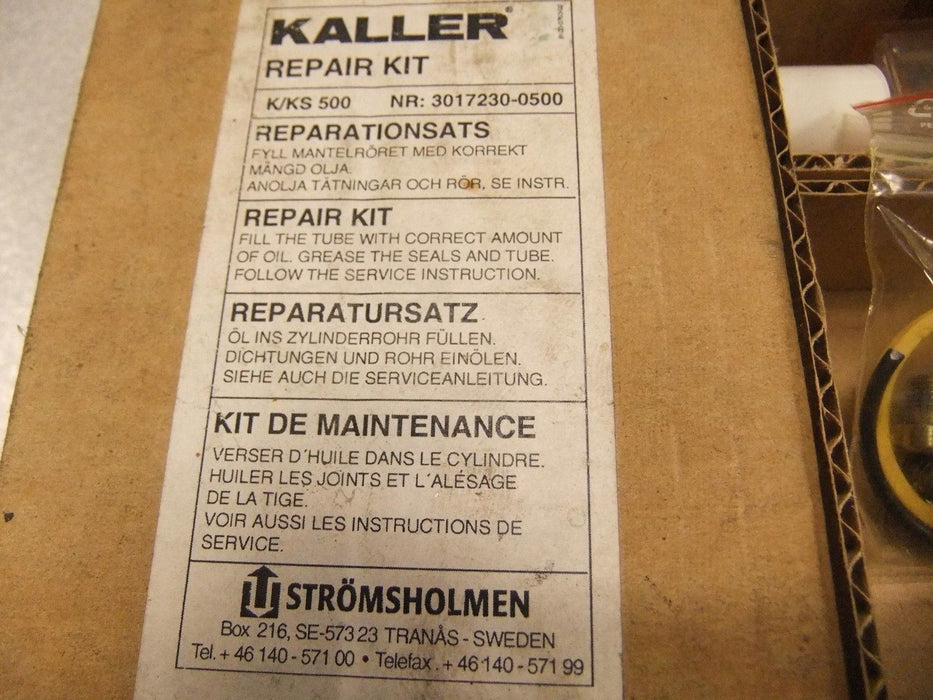 KALLER®
REPAIR KIT
K/KS 500 NR: 3017230-0500
REPARATIONSATS
FYLL MANTELRÖRET MED KORREKT
MÄNGD OLJA.
ANOLJA TÄTNINGAR OCH RÖR, SE INSTR.
REPAIR KIT
FILL THE TUBE WITH CORRECT AMOUNT
OF OIL. GREASE THE SEALS AND TUBE.
FOLLOW THE SERVICE INSTRUCTION.
REPARATURSATZ
ÖL INS ZYLINDERROHR FÜLLEN.
DICHTUNGEN UND ROHR EINÖLEN.
SIEHE AUCH DIE SERVICEANLEITUNG.
KIT DE MAINTENANCE
VERSER D´HUILE DANS LE CYLINDRE.
HUILER LES JOINTS ET L´ALÉSAGE
DE LA TIGE.
VOIR AUSSI LES INSTRUCTIONS DE
SERVICE.
STRÖMSHOLMEN
Box 216, SE-573 23 TRANÅS - SWEDEN
Tel. + 46 140 - 571 00 • Telefax. + 46 140 - 571 99